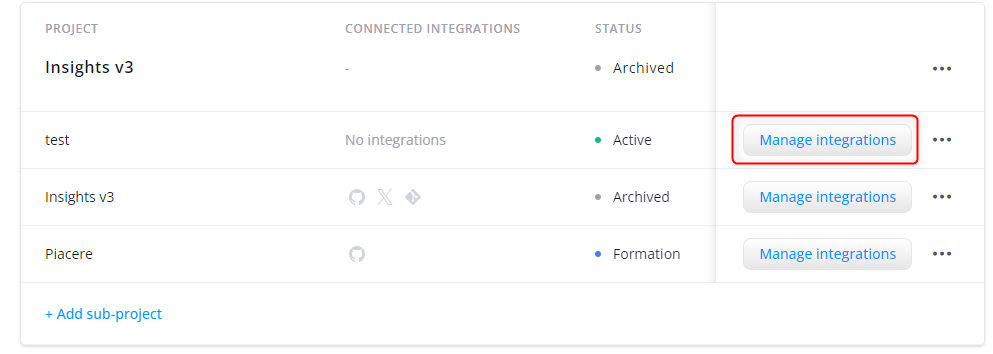 PROJECT CONNECTED INTEGRATIONS STATUS
Insights v3 - Archived •••
test No integrations • Active Manage integrations •••
Insights v3 • Archived Manage integrations •••
Piacere • Formation Manage integrations •••
+ Add sub-project